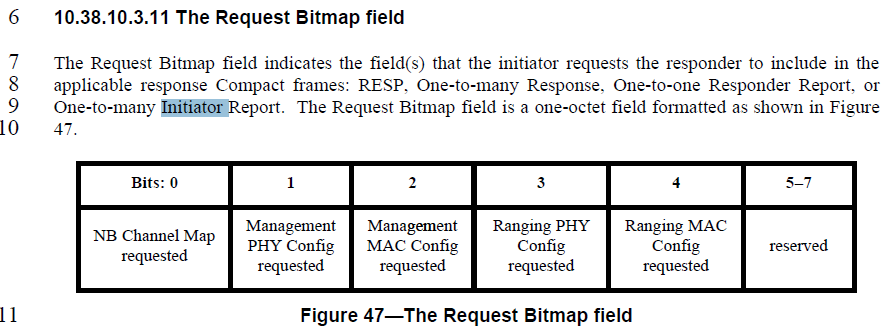 6 10.38.10.3.11 The Request Bitmap field
7 The Request Bitmap field indicates the field(s) that the initiator requests the responder to include in the
8 applicable response Compact frames: RESP, One-to-many Response, One-to-one Responder Report, or
9 One-to-many Initiator Report. The Request Bitmap field is a one-octet field formatted as shown in Figure
10 47.
Bits: 0 1 2 3 4 5–7
NB Channel Map requested Management PHY Config requested Management MAC Config requested Ranging PHY Config requested Ranging MAC Config requested reserved
11 Figure 47—The Request Bitmap field